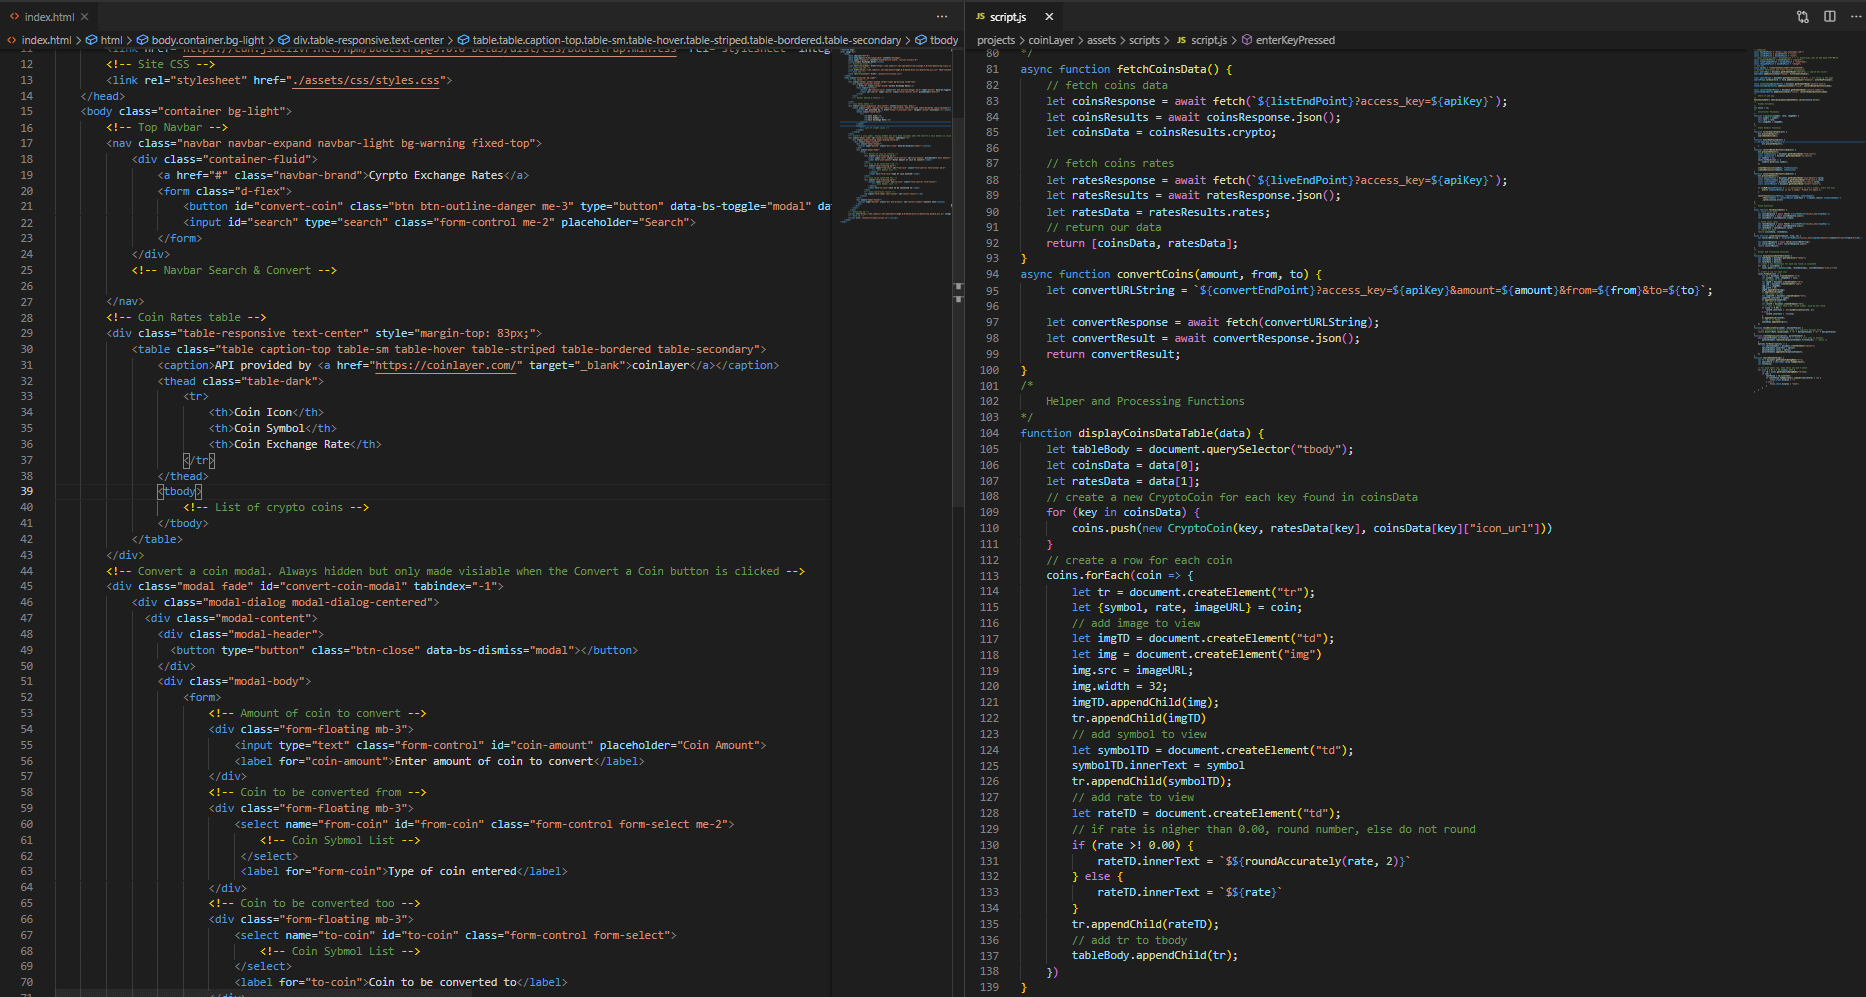 index.html
index.html > html > body.container.bg-light > div.table-responsive.text-center > table.table.caption-top.table-sm.table-hover.table-striped.table-bordered.table-secondary > tbody
12 <!-- Site CSS -->
13 <link rel="stylesheet" href="./assets/css/styles.css">
14 </head>
15 <body class="container bg-light">
16 <!-- Top Navbar -->
17 <nav class="navbar navbar-expand navbar-light bg-warning fixed-top">
18 <div class="container-fluid">
19 <a href="#" class="navbar-brand">Cyrpto Exchange Rates</a>
20 <form class="d-flex">
21 <button id="convert-coin" class="btn btn-outline-danger me-3" type="button" data-bs-toggle="modal" da
22 <input id="search" type="search" class="form-control me-2" placeholder="Search">
23 </form>
24 </div>
25 <!-- Navbar Search & Convert -->
26
27 </nav>
28 <!-- Coin Rates table -->
29 <div class="table-responsive text-center" style="margin-top: 83px;">
30 <table class="table caption-top table-sm table-hover table-striped table-bordered table-secondary">
31 <caption>API provided by <a href="https://coinlayer.com/" target="_blank">coinlayer</a></caption>
32 <thead class="table-dark">
33 <tr>
34 <th>Coin Icon</th>
35 <th>Coin Symbol</th>
36 <th>Coin Exchange Rate</th>
37 </tr>
38 </thead>
39 <tbody>
40 <!-- List of crypto coins -->
41 </tbody>
42 </table>
43 </div>
44 <!-- Convert a coin modal. Always hidden but only made visiable when the Convert a Coin button is clicked -->
45 <div class="modal fade" id="convert-coin-modal" tabindex="-1">
46 <div class="modal-dialog modal-dialog-centered">
47 <div class="modal-content">
48 <div class="modal-header">
49 <button type="button" class="btn-close" data-bs-dismiss="modal"></button>
50 </div>
51 <div class="modal-body">
52 <form>
53 <!-- Amount of coin to convert -->
54 <div class="form-floating mb-3">
55 <input type="text" class="form-control" id="coin-amount" placeholder="Coin Amount">
56 <label for="coin-amount">Enter amount of coin to convert</label>
57 </div>
58 <!-- Coin to be converted from -->
59 <div class="form-floating mb-3">
60 <select name="from-coin" id="from-coin" class="form-control form-select me-2">
61 <!-- Coin Sybmol List -->
62 </select>
63 <label for="form-coin">Type of coin entered</label>
64 </div>
65 <!-- Coin to be converted too -->
66 <div class="form-floating mb-3">
67 <select name="to-coin" id="to-coin" class="form-control form-select">
68 <!-- Coin Sybmol List -->
69 </select>
70 <label for="to-coin">Coin to be converted to</label>
JS script.js
projects > coinLayer > assets > scripts > JS script.js > enterKeyPressed
80 */
81 async function fetchCoinsData() {
82 // fetch coins data
83 let coinsResponse = await fetch(`${listEndPoint}?access_key=${apiKey}`);
84 let coinsResults = await coinsResponse.json();
85 let coinsData = coinsResults.crypto;
86
87 // fetch coins rates
88 let ratesResponse = await fetch(`${liveEndPoint}?access_key=${apiKey}`);
89 let ratesResults = await ratesResponse.json();
90 let ratesData = ratesResults.rates;
91 // return our data
92 return [coinsData, ratesData];
93 }
94 async function convertCoins(amount, from, to) {
95 let convertURLString = `${convertEndPoint}?access_key=${apiKey}&amount=${amount}&from=${from}&to=${to}`;
96
97 let convertResponse = await fetch(convertURLString);
98 let convertResult = await convertResponse.json();
99 return convertResult;
100 }
101 /*
102 Helper and Processing Functions
103 */
104 function displayCoinsDataTable(data) {
105 let tableBody = document.querySelector("tbody");
106 let coinsData = data[0];
107 let ratesData = data[1];
108 // create a new CryptoCoin for each key found in coinsData
109 for (key in coinsData) {
110 coins.push(new CryptoCoin(key, ratesData[key], coinsData[key]["icon_url"]))
111 }
112 // create a row for each coin
113 coins.forEach(coin => {
114 let tr = document.createElement("tr");
115 let {symbol, rate, imageURL} = coin;
116 // add image to view
117 let imgTD = document.createElement("td");
118 let img = document.createElement("img")
119 img.src = imageURL;
120 img.width = 32;
121 imgTD.appendChild(img);
122 tr.appendChild(imgTD)
123 // add symbol to view
124 let symbolTD = document.createElement("td");
125 symbolTD.innerText = symbol
126 tr.appendChild(symbolTD);
127 // add rate to view
128 let rateTD = document.createElement("td");
129 // if rate is nigher than 0.00, round number, else do not round
130 if (rate >! 0.00) {
131 rateTD.innerText = `$${roundAccurately(rate, 2)}`
132 } else {
133 rateTD.innerText = `$${rate}`
134 }
135 tr.appendChild(rateTD);
136 // add tr to tbody
137 tableBody.appendChild(tr);
138 })
139 }